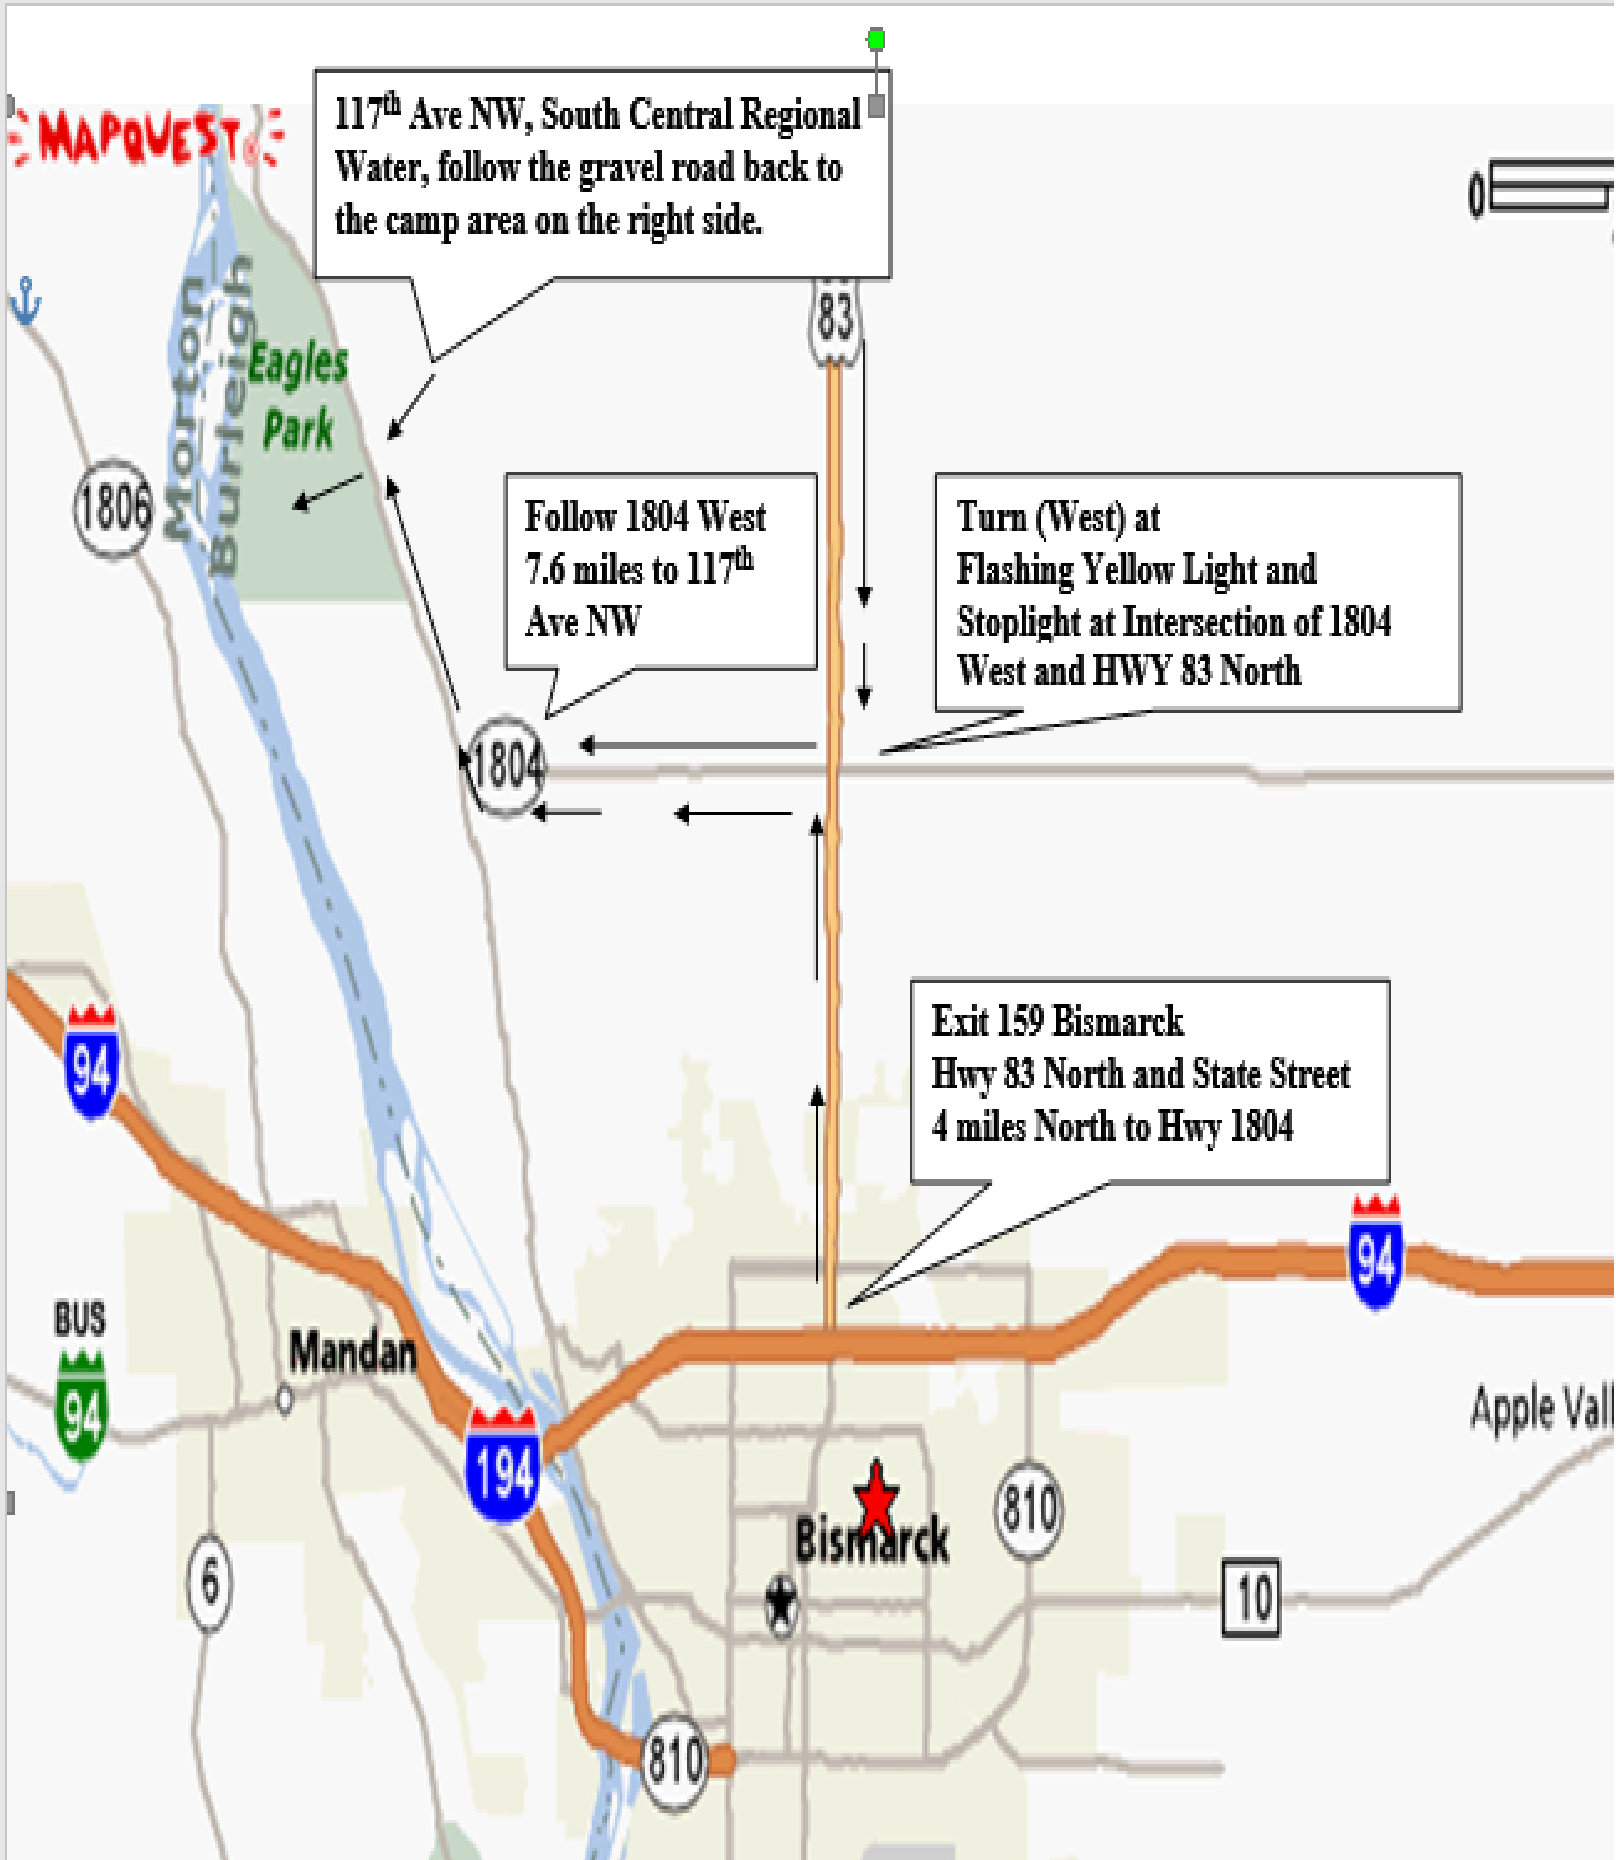 MAPQUEST
117th Ave NW, South Central Regional
Water, follow the gravel road back to
the camp area on the right side.
0
83
Morton
Burleigh
Eagles
Park
1806
Follow 1804 West
7.6 miles to 117th
Ave NW
Turn (West) at
Flashing Yellow Light and
Stoplight at Intersection of 1804
West and HWY 83 North
1804
94
Exit 159 Bismarck
Hwy 83 North and State Street
4 miles North to Hwy 1804
94
BUS
94
Mandan
Apple Vall
194
810
Bismarck
6
10
810